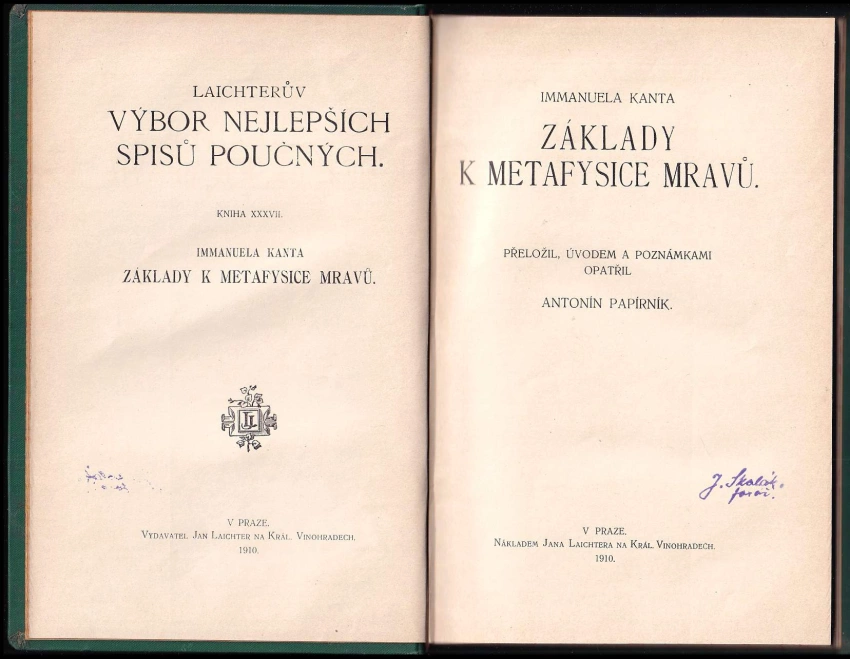 LAICHTERŮV
VÝBOR NEJLEPŠÍCH
SPISŮ POUČNÝCH.
KNIHA XXXVII.
IMMANUELA KANTA
ZÁKLADY K METAFYSICE MRAVŮ.
JL
V PRAZE.
VYDAVATEL JAN LAICHTER NA KRÁL. VINOHRADECH.
1910.
IMMANUELA KANTA
ZÁKLADY
K METAFYSICE MRAVŮ.
PŘELOŽIL, ÚVODEM A POZNÁMKAMI
OPATŘIL
ANTONÍN PAPÍRNÍK.
J.
V PRAZE.
NÁKLADEM JANA LAICHTERA NA KRÁL. VINOHRADECH.
1910.